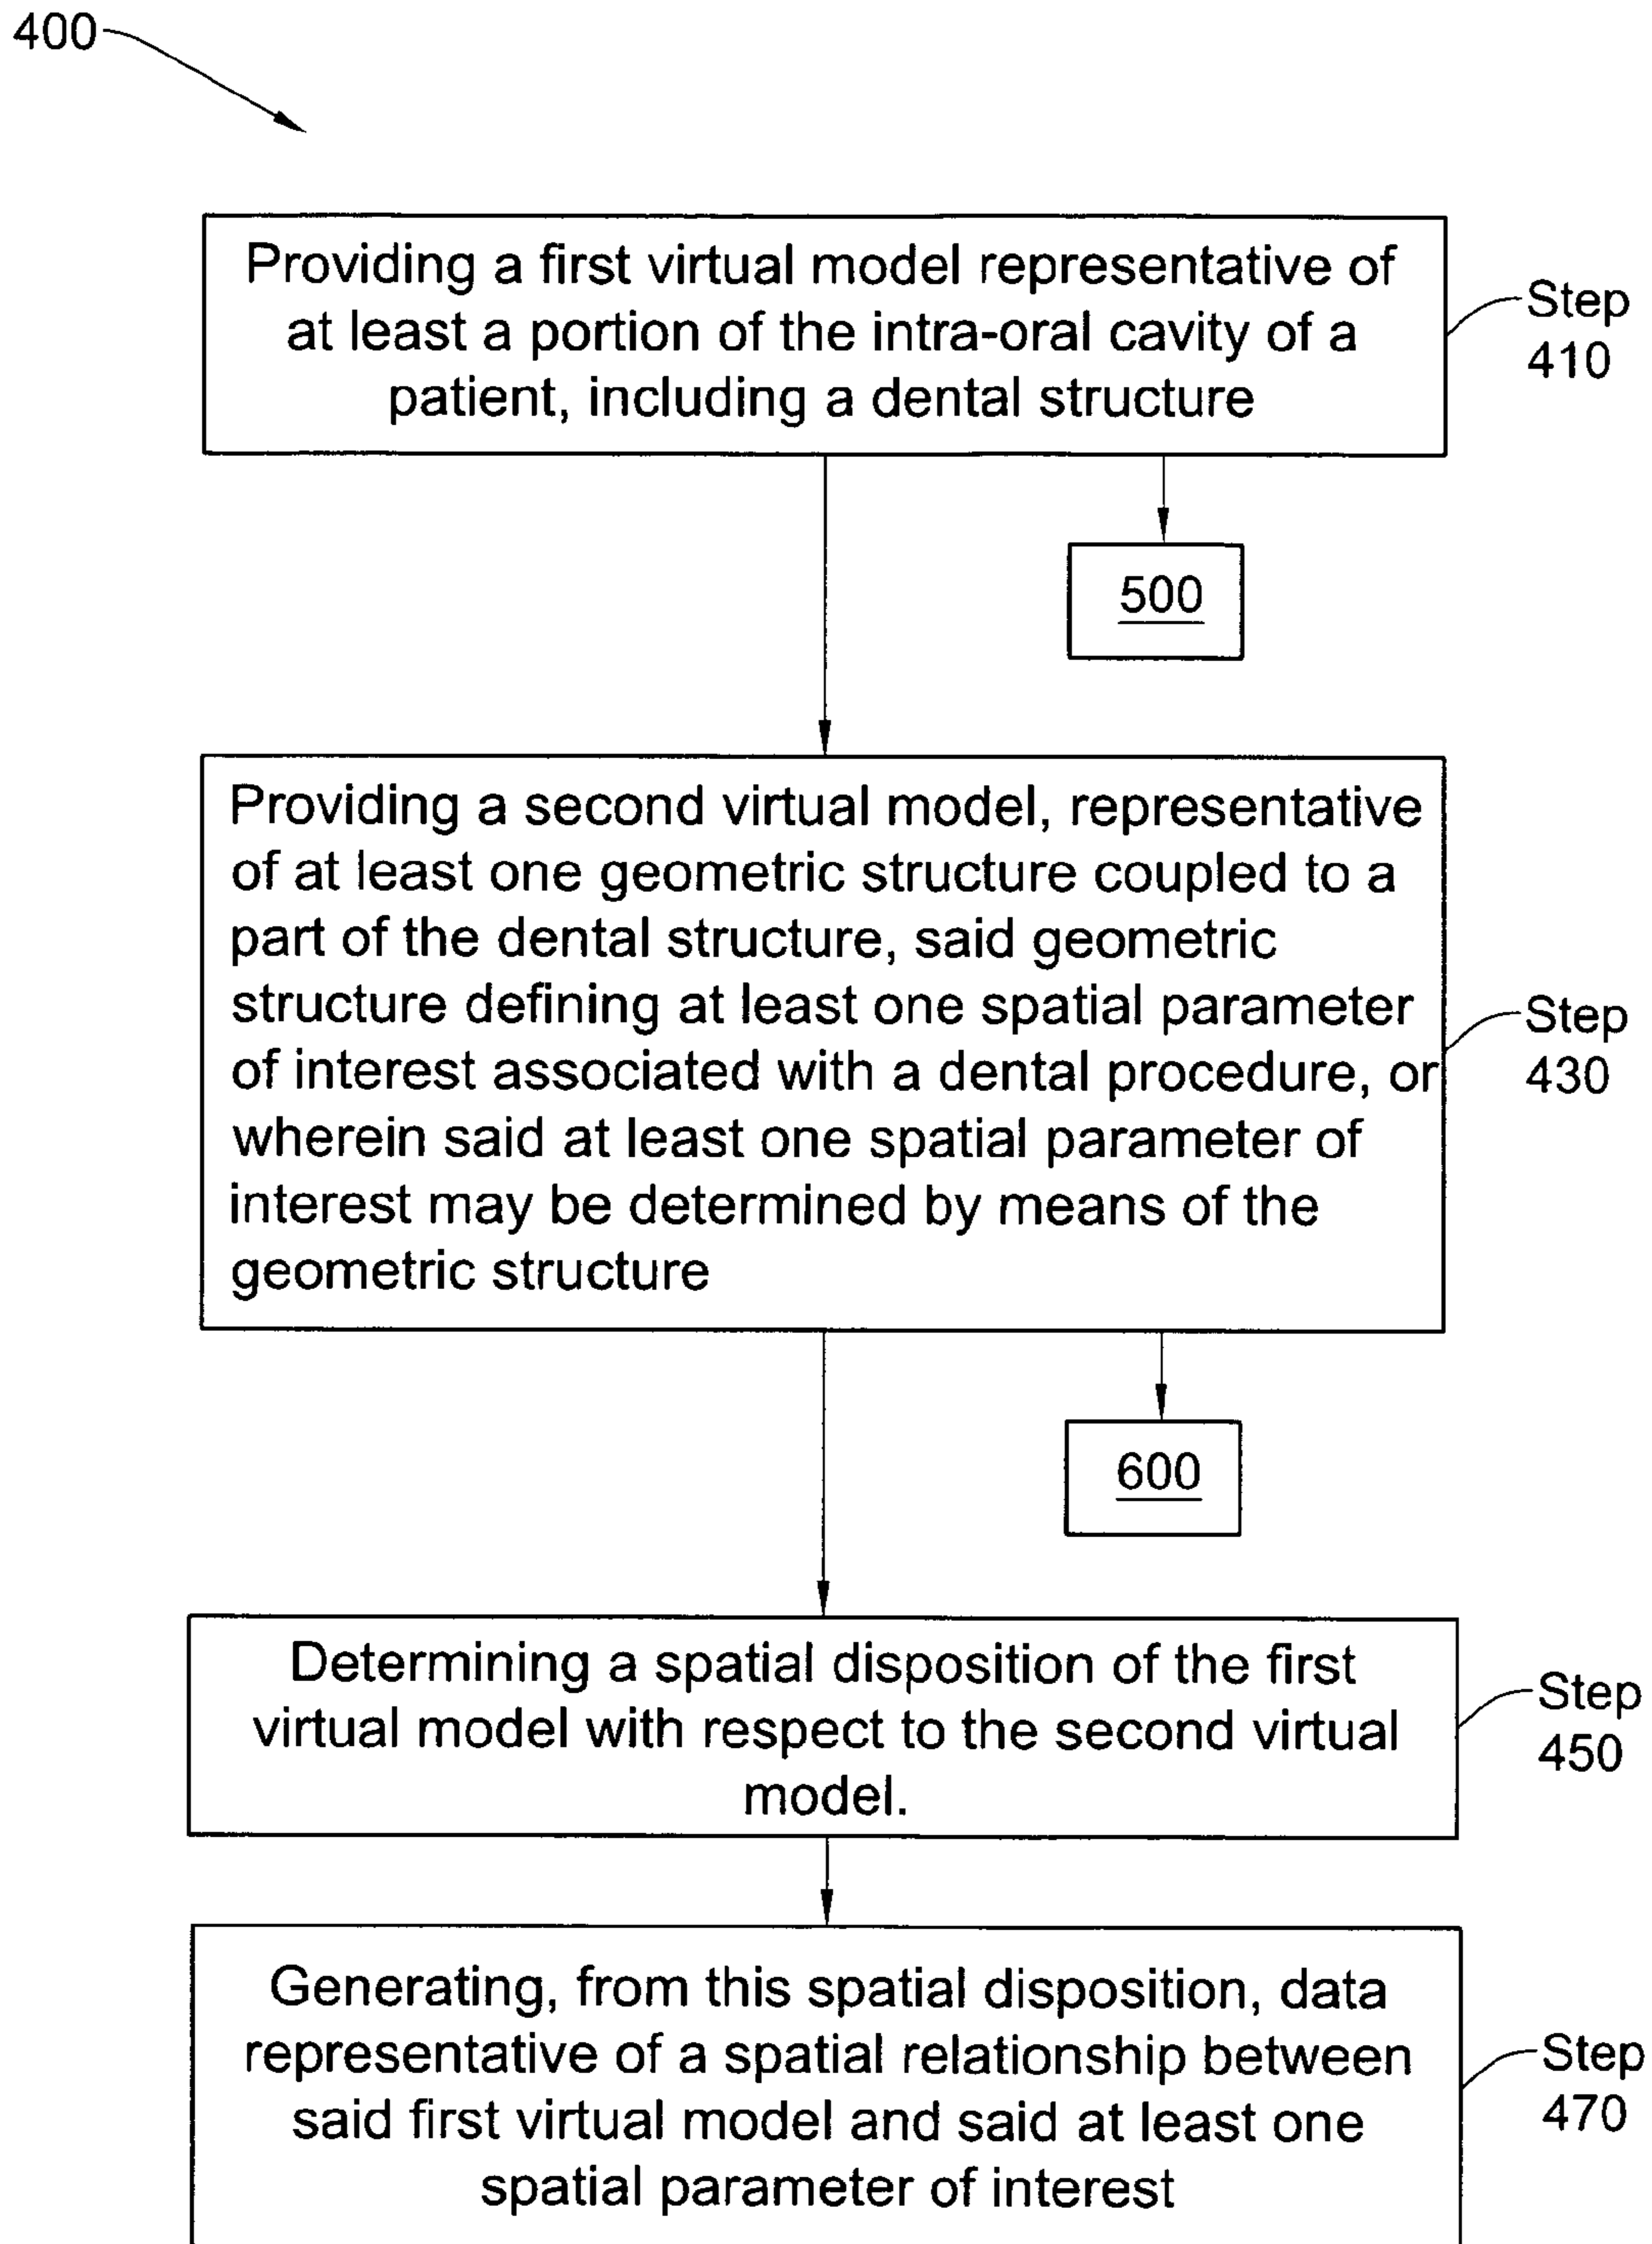 400
Providing a first virtual model representative of
at least a portion of the intra-oral cavity of a
patient, including a dental structure
Step
410
500
Providing a second virtual model, representative
of at least one geometric structure coupled to a
part of the dental structure, said geometric
structure defining at least one spatial parameter
of interest associated with a dental procedure, or
wherein said at least one spatial parameter of
interest may be determined by means of the
geometric structure
Step
430
600
Determining a spatial disposition of the first
virtual model with respect to the second virtual
model.
Step
450
Generating, from this spatial disposition, data
representative of a spatial relationship between
said first virtual model and said at least one
spatial parameter of interest
Step
470